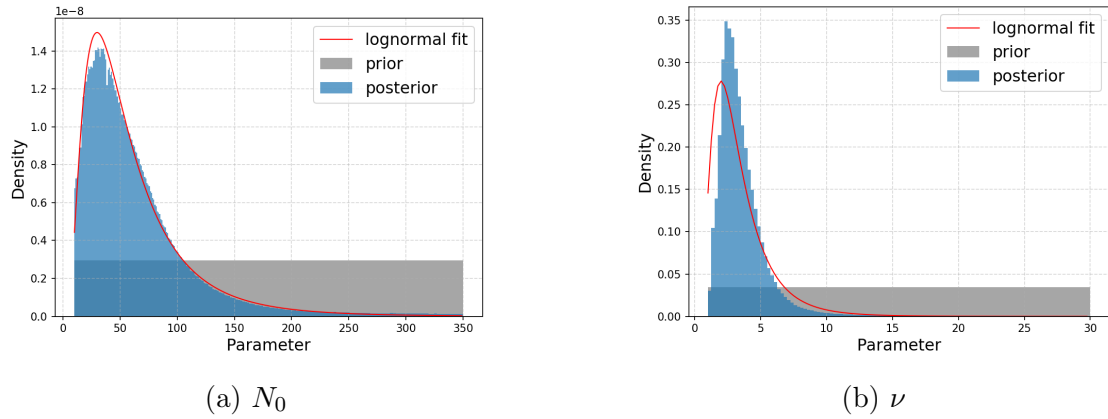 1e−8
1.4
1.2
1.0
0.8
0.6
0.4
0.2
0.0
Density
lognormal fit
prior
posterior
0 50 100 150 200 250 300 350
Parameter
(a) N₀
0.35
0.30
0.25
0.20
0.15
0.10
0.05
0.00
Density
lognormal fit
prior
posterior
0 5 10 15 20 25 30
Parameter
(b) ν